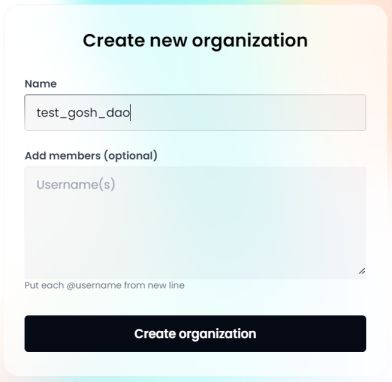 Create new organization
Name
test_gosh_dao
Add members (optional)
Username(s)
Put each @username from new line
Create organization